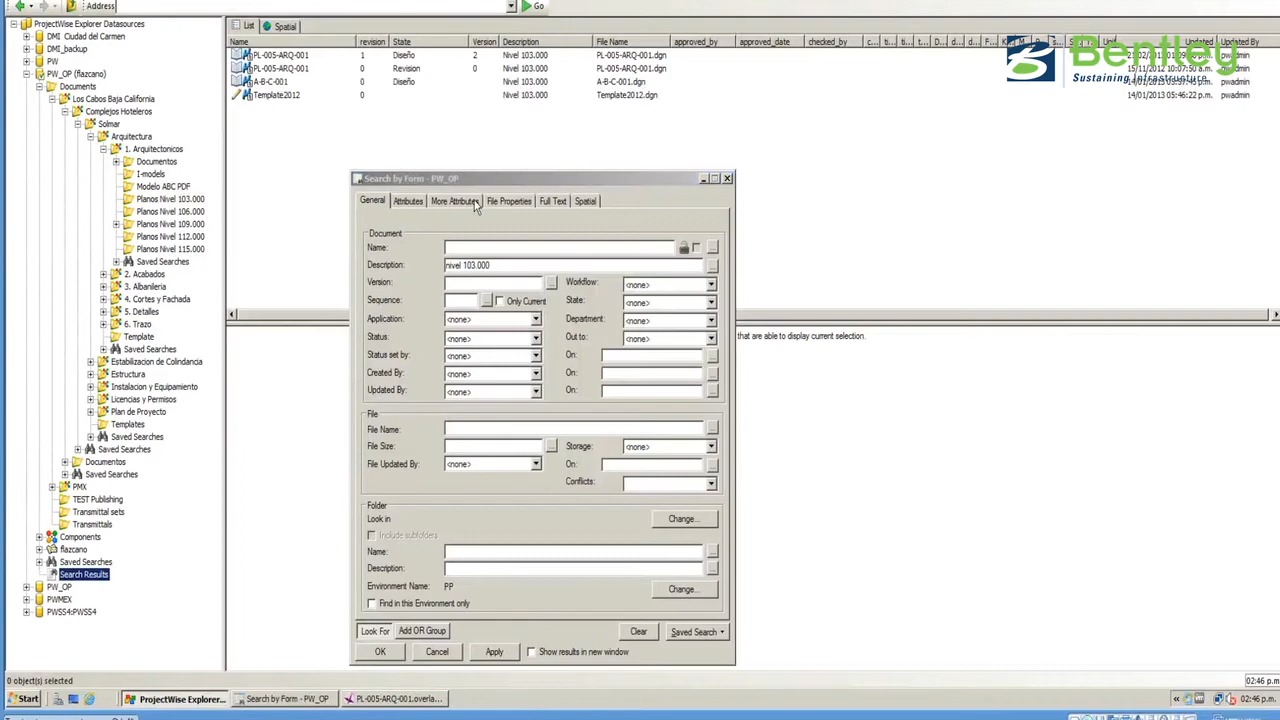 Address
Go
ProjectWise Explorer Datasources
DMI_Ciudad del Carmen
DMI_backup
PW
PW_OP (flazcano)
Documents
Los Cabos Baja California
Complejos Hoteleros
Solmar
Arquitectura
1. Arquitectonicos
Documentos
I-models
Modelo ABC PDF
Planos Nivel 103.000
Planos Nivel 106.000
Planos Nivel 109.000
Planos Nivel 112.000
Planos Nivel 115.000
Saved Searches
2. Acabados
3. Albanileria
4. Cortes y Fachada
5. Detalles
6. Trazo
Template
Saved Searches
Estabilizacion de Colindancia
Estructura
Instalacion y Equipamiento
Licencias y Permisos
Plan de Proyecto
Templates
Saved Searches
Saved Searches
Documentos
Saved Searches
PMX
TEST Publishing
Transmittal sets
Transmittals
Components
flazcano
Saved Searches
Search Results
PW_OP
PWMEX
PWSS4:PWSS4
List Spatial
Name revision State Version Description File Name approved_by approved_date checked_by Updated Updated By
PL-005-ARQ-001 1 Diseño 2 Nivel 103.000 PL-005-ARQ-001.dgn pwadmin
PL-005-ARQ-001 Revision 0 Nivel 103.000 PL-005-ARQ-001.dgn 15/11/2012 pwadmin
A-B-C-001 0 Diseño Nivel 103.000 A-B-C-001.dgn pwadmin
Template2012 0 Nivel 103.000 Template2012.dgn 14/01/2013 05:46:22 p.m. pwadmin
Bentley
Sustaining Infrastructure
that are able to display current selection.
Search by Form - PW_OP
General Attributes More Attributes File Properties Full Text Spatial
Document
Name:
Description: nivel 103.000
Version: Workflow: <none>
Sequence: Only Current State: <none>
Application: <none> Department: <none>
Status: <none> Out to: <none>
Status set by: <none> On:
Created By: <none> On:
Updated By: <none> On:
File
File Name:
File Size: Storage: <none>
File Updated By: <none> On:
Conflicts:
Folder
Look in Change...
Include subfolders
Name:
Description:
Environment Name: PP Change...
Find in this Environment only
Look For Add OR Group Clear Saved Search
OK Cancel Apply Show results in new window
0 object(s) selected
02:46 p.m
Start ProjectWise Explorer... Search by Form - PW_OP PL-005-ARQ-001.overla... 02:46 p.m.